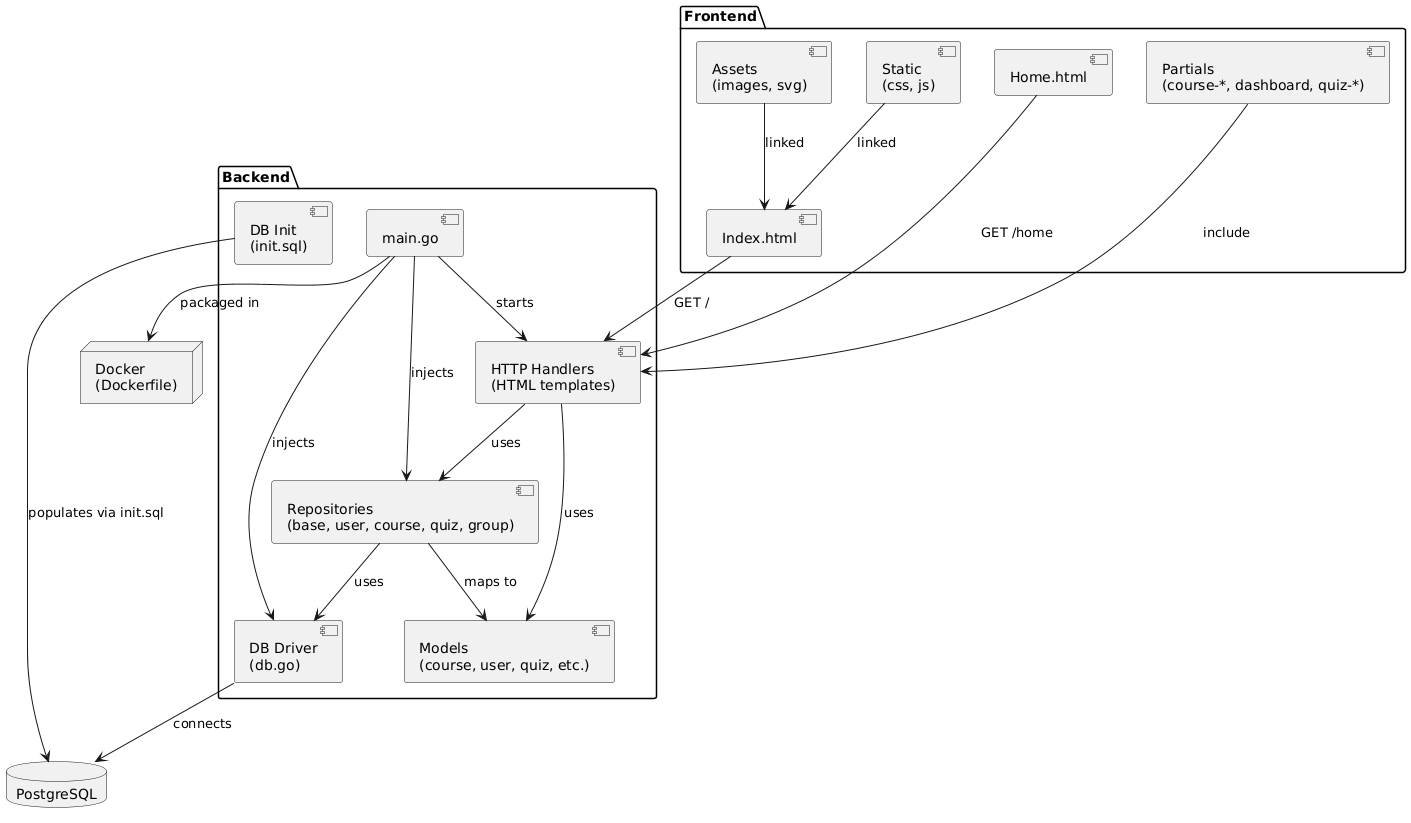 Frontend
Assets
(images, svg)
Static
(css, js)
Home.html
Partials
(course-*, dashboard, quiz-*)
linked
linked
Index.html
GET /home
include
Backend
DB Init
(init.sql)
main.go
packaged in
starts
GET /
Docker
(Dockerfile)
HTTP Handlers
(HTML templates)
injects
injects
uses
Repositories
(base, user, course, quiz, group)
uses
populates via init.sql
uses
maps to
DB Driver
(db.go)
Models
(course, user, quiz, etc.)
connects
PostgreSQL